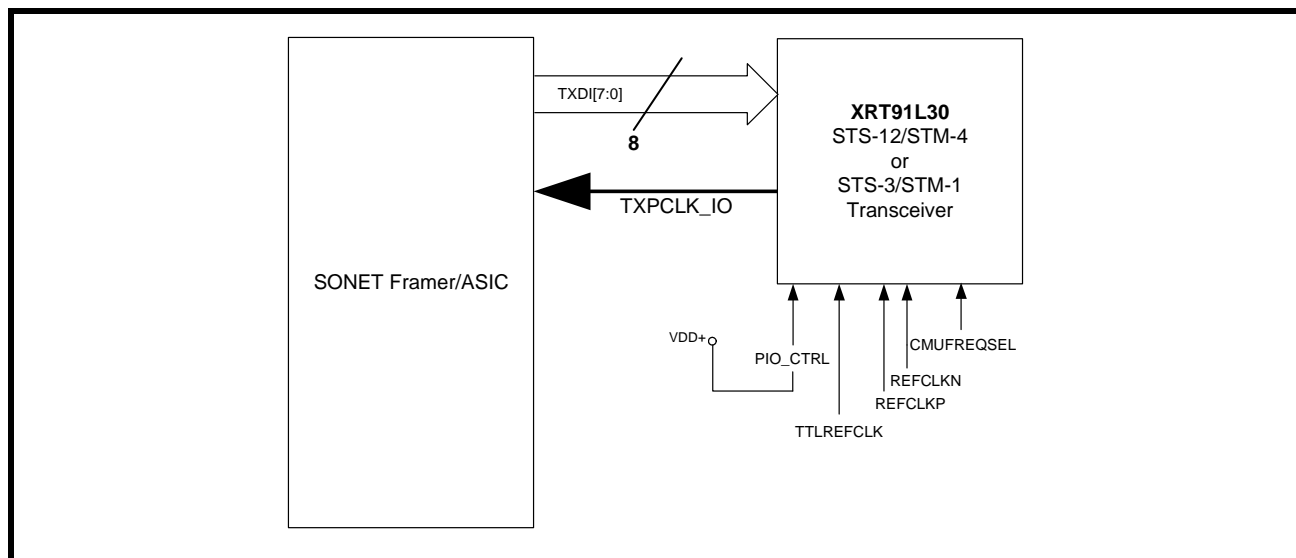 TXDI[7:0]
8
TXPCLK_IO
SONET Framer/ASIC
XRT91L30
STS-12/STM-4
or
STS-3/STM-1
Transceiver
VDD+
PIO_CTRL
CMUFREQSEL
REFCLKN
REFCLKP
TTLREFCLK